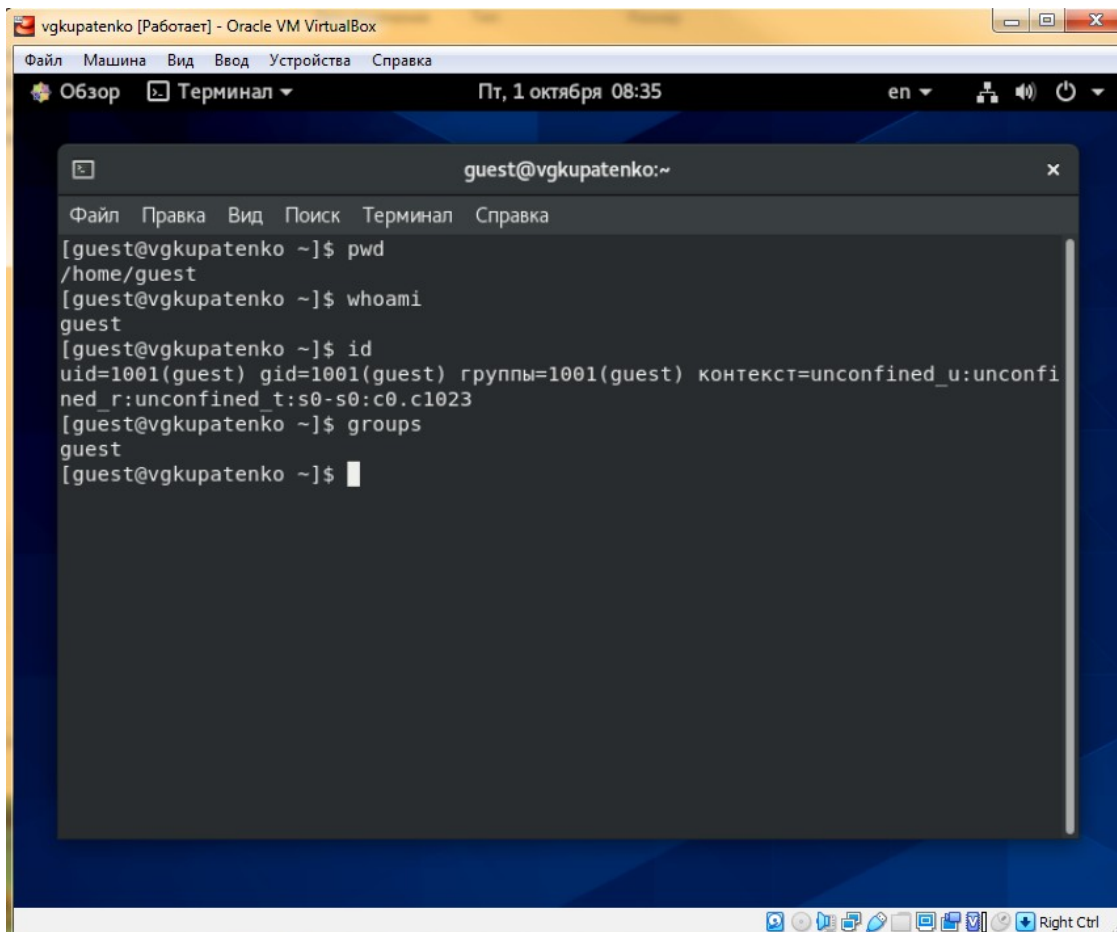 vgkupatenko [Работает] - Oracle VM VirtualBox
Файл Машина Вид Ввод Устройства Справка
Обзор Терминал Пт, 1 октября 08:35 en
guest@vgkupatenko:~
Файл Правка Вид Поиск Терминал Справка
[guest@vgkupatenko ~]$ pwd
/home/guest
[guest@vgkupatenko ~]$ whoami
guest
[guest@vgkupatenko ~]$ id
uid=1001(guest) gid=1001(guest) группы=1001(guest) контекст=unconfined_u:unconfi
ned_r:unconfined_t:s0-s0:c0.c1023
[guest@vgkupatenko ~]$ groups
guest
[guest@vgkupatenko ~]$
Right Ctrl